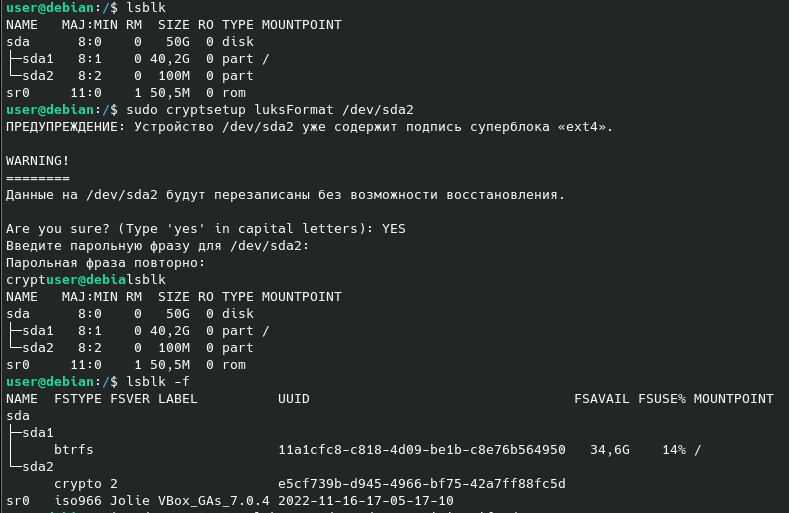 user@debian:/$ lsblk
NAME   MAJ:MIN RM  SIZE RO TYPE MOUNTPOINT
sda      8:0    0   50G  0 disk
├─sda1   8:1    0 40,2G  0 part /
└─sda2   8:2    0  100M  0 part
sr0     11:0    1 50,5M  0 rom
user@debian:/$ sudo cryptsetup luksFormat /dev/sda2
ПРЕДУПРЕЖДЕНИЕ: Устройство /dev/sda2 уже содержит подпись суперблока «ext4».
WARNING!
========
Данные на /dev/sda2 будут перезаписаны без возможности восстановления.
Are you sure? (Type 'yes' in capital letters): YES
Введите парольную фразу для /dev/sda2:
Парольная фраза повторно:
cryptuser@debialsblk
NAME   MAJ:MIN RM  SIZE RO TYPE MOUNTPOINT
sda      8:0    0   50G  0 disk
├─sda1   8:1    0 40,2G  0 part /
└─sda2   8:2    0  100M  0 part
sr0     11:0    1 50,5M  0 rom
user@debian:/$ lsblk -f
NAME  FSTYPE FSVER LABEL          UUID                                 FSAVAIL FSUSE% MOUNTPOINT
sda
├─sda1
      btrfs                       11a1cfc8-c818-4d09-be1b-c8e76b564950   34,6G    14% /
└─sda2
      crypto 2                    e5cf739b-d945-4966-bf75-42a7ff88fc5d
sr0   iso966 Jolie VBox_GAs_7.0.4 2022-11-16-17-05-17-10